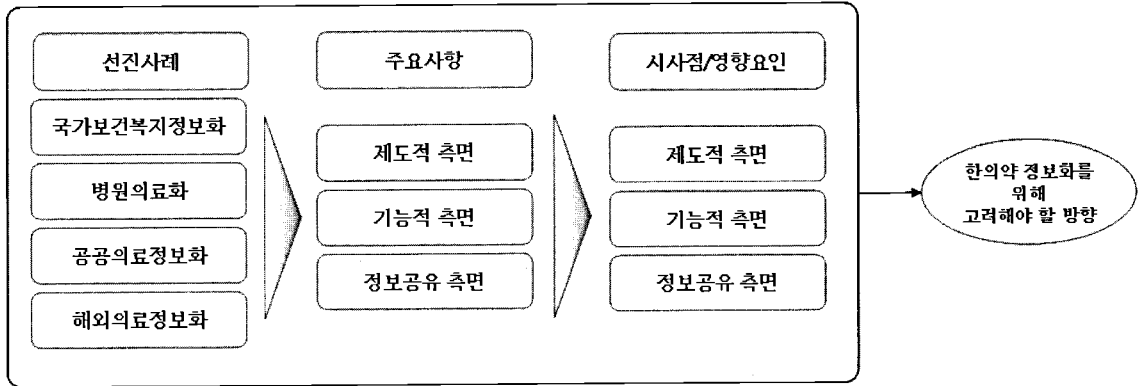 선진사례
국가보건복지정보화
병원의료화
공공의료정보화
해외의료정보화
주요사항
제도적 측면
기능적 측면
정보공유 측면
시사점/영향요인
제도적 측면
기능적 측면
정보공유 측면
한의약 정보화를
위해
고려해야 할 방향